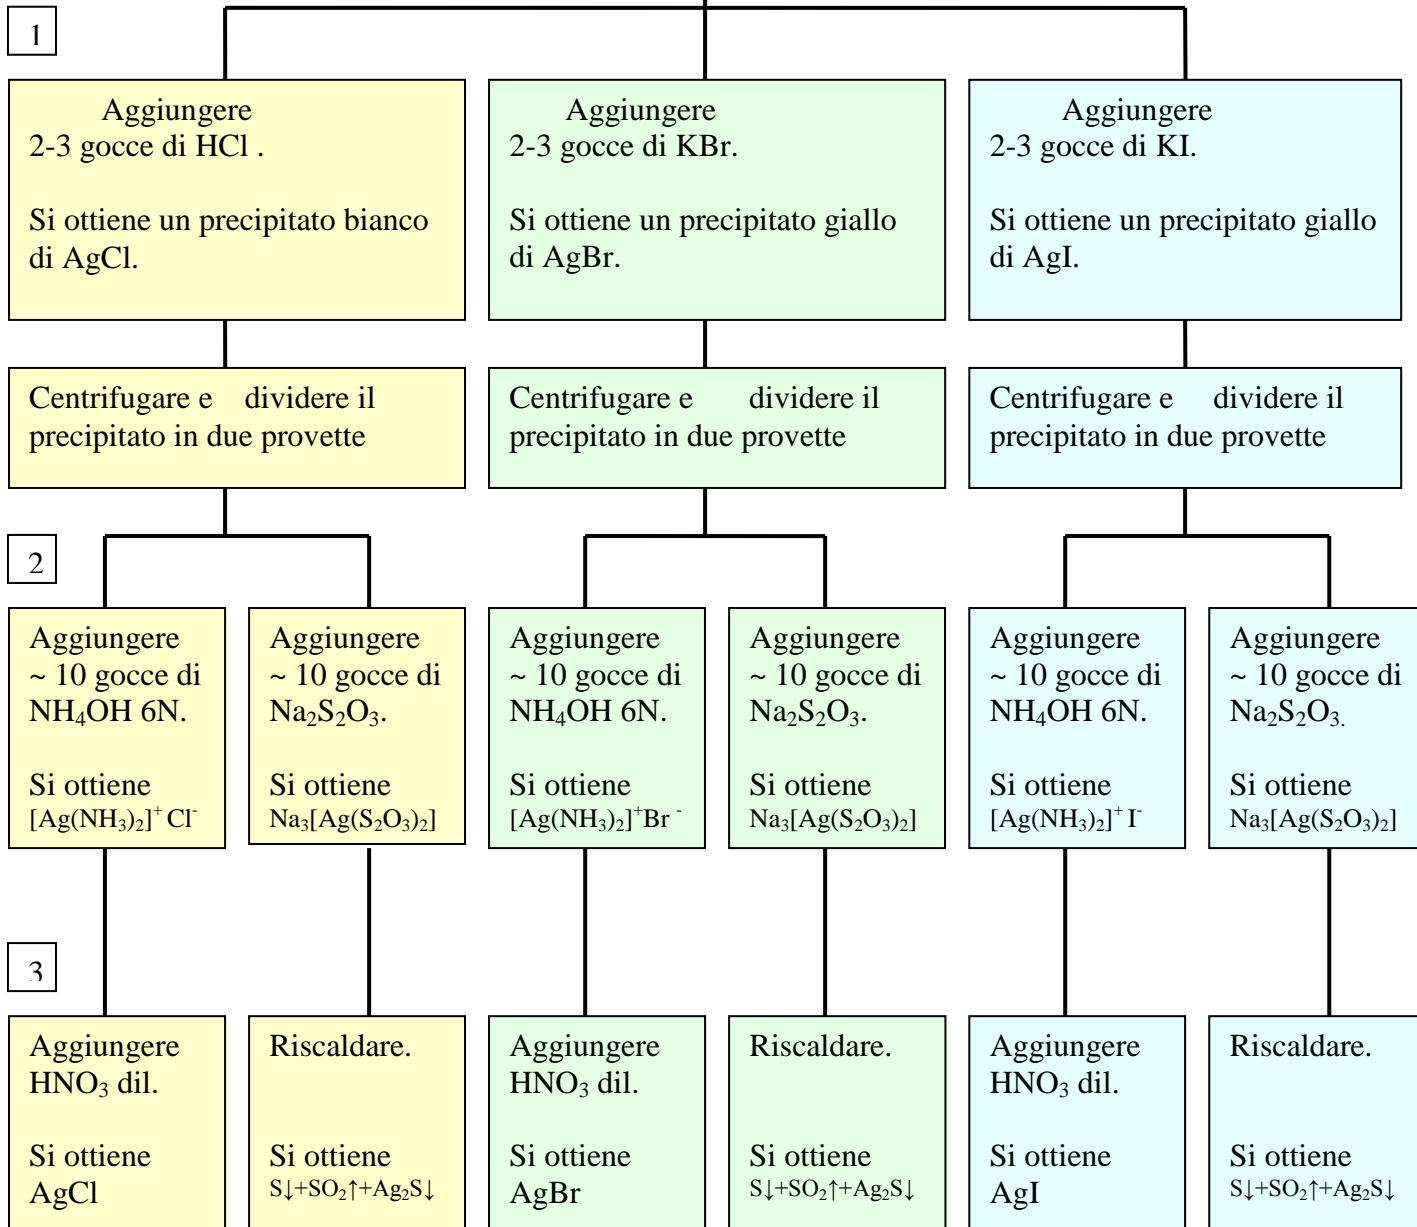 1
Aggiungere
2-3 gocce di HCl .
Si ottiene un precipitato bianco
di AgCl.
Aggiungere
2-3 gocce di KBr.
Si ottiene un precipitato giallo
di AgBr.
Aggiungere
2-3 gocce di KI.
Si ottiene un precipitato giallo
di AgI.
Centrifugare e dividere il
precipitato in due provette
Centrifugare e dividere il
precipitato in due provette
Centrifugare e dividere il
precipitato in due provette
2
Aggiungere
~ 10 gocce di
NH₄OH 6N.
Si ottiene
[Ag(NH₃)₂]⁺ Cl⁻
Aggiungere
~ 10 gocce di
Na₂S₂O₃.
Si ottiene
Na₃[Ag(S₂O₃)₂]
Aggiungere
~ 10 gocce di
NH₄OH 6N.
Si ottiene
[Ag(NH₃)₂]⁺Br ⁻
Aggiungere
~ 10 gocce di
Na₂S₂O₃.
Si ottiene
Na₃[Ag(S₂O₃)₂]
Aggiungere
~ 10 gocce di
NH₄OH 6N.
Si ottiene
[Ag(NH₃)₂]⁺ I⁻
Aggiungere
~ 10 gocce di
Na₂S₂O₃.
Si ottiene
Na₃[Ag(S₂O₃)₂]
3
Aggiungere
HNO₃ dil.
Si ottiene
AgCl
Riscaldare.
Si ottiene
S↓+SO₂↑+Ag₂S↓
Aggiungere
HNO₃ dil.
Si ottiene
AgBr
Riscaldare.
Si ottiene
S↓+SO₂↑+Ag₂S↓
Aggiungere
HNO₃ dil.
Si ottiene
AgI
Riscaldare.
Si ottiene
S↓+SO₂↑+Ag₂S↓